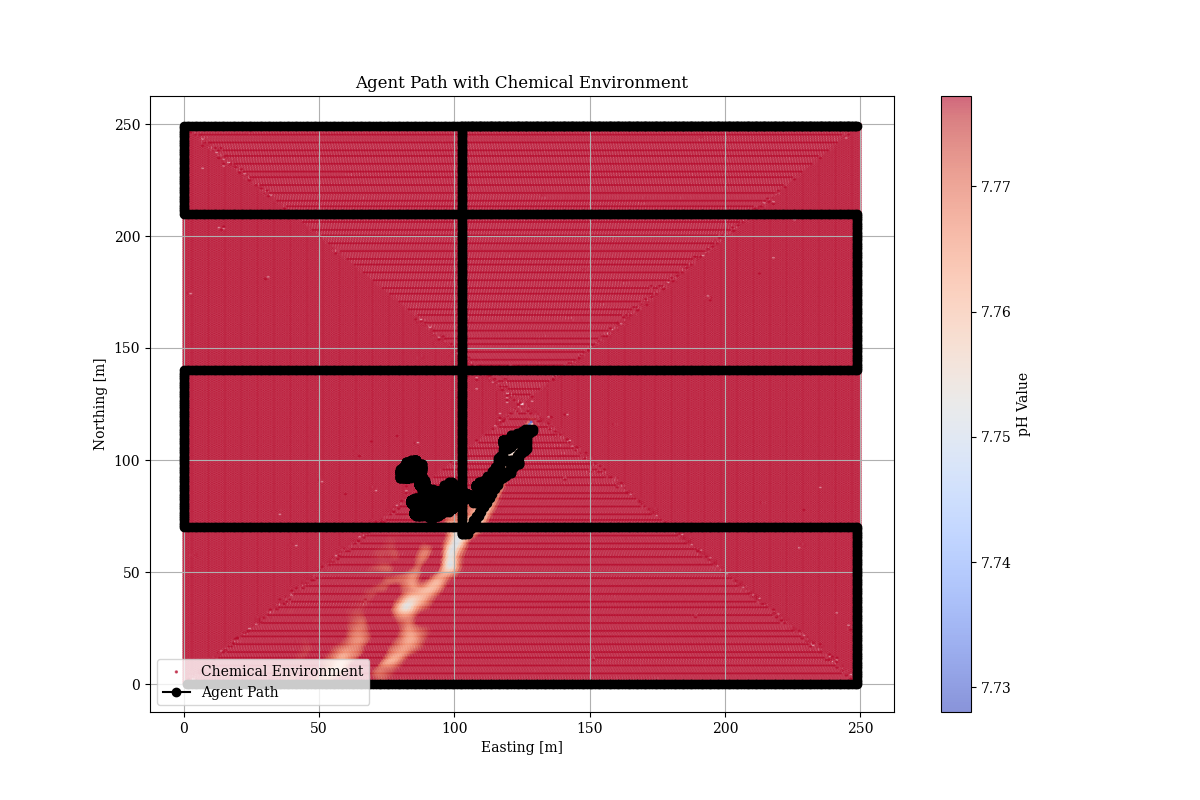 Agent Path with Chemical Environment
250
200
150
100
50
0
Northing [m]
0 50 100 150 200 250
Easting [m]
Chemical Environment
Agent Path
7.77
7.76
7.75
7.74
7.73
pH Value